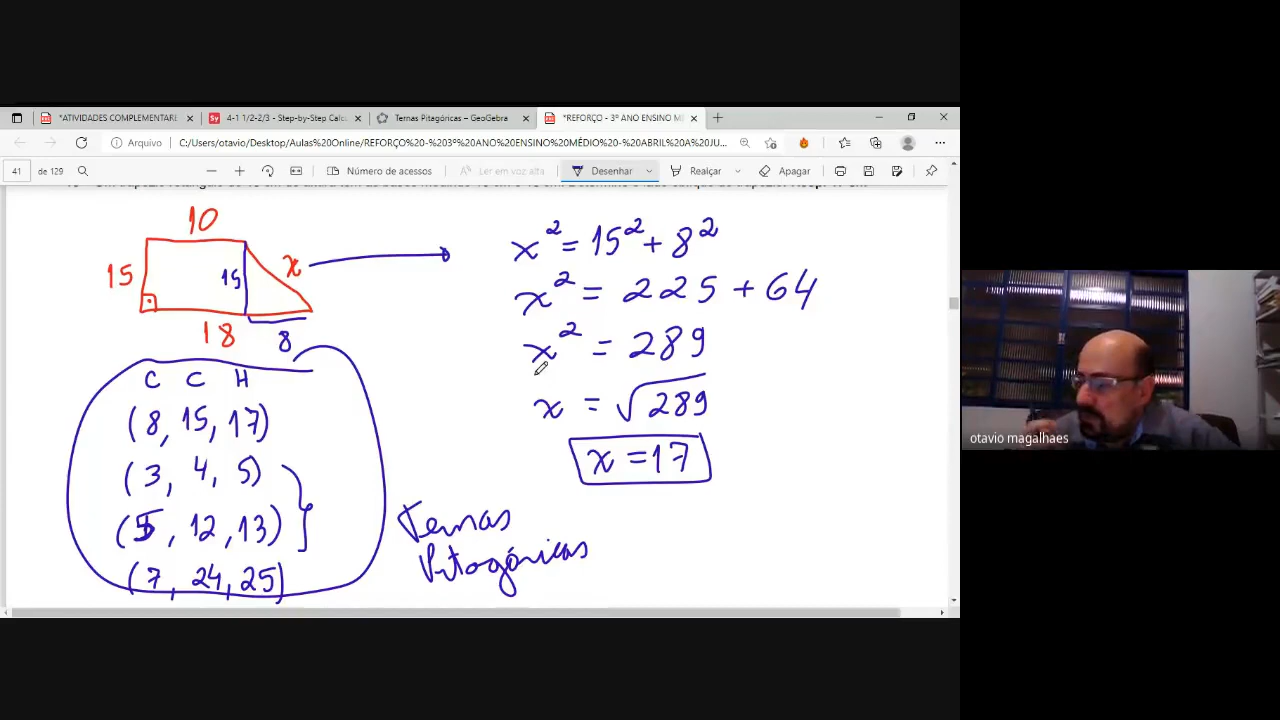 *ATIVIDADES COMPLEMENTARE
4-1 1/2-2/3 - Step-by-Step Calcu
Ternas Pitagóricas – GeoGebra
*REFORÇO - 3º ANO ENSINO MÉ
Arquivo
C:/Users/otavio/Desktop/Aulas%20Online/REFORÇO%20-%203º%20ANO%20ENSINO%20MÉDIO%20-%20ABRIL%20A%20JU...
41
de 129
Número de acessos
Ler em voz alta
Desenhar
Realçar
Apagar
10
15
15
x
18
8
x² = 15² + 8²
x² = 225 + 64
x² = 289
x = √289
x = 17
C C H
(8, 15, 17)
(3, 4, 5)
(5, 12, 13)
(7, 24, 25)
Ternas
Pitagóricas
otavio magalhaes